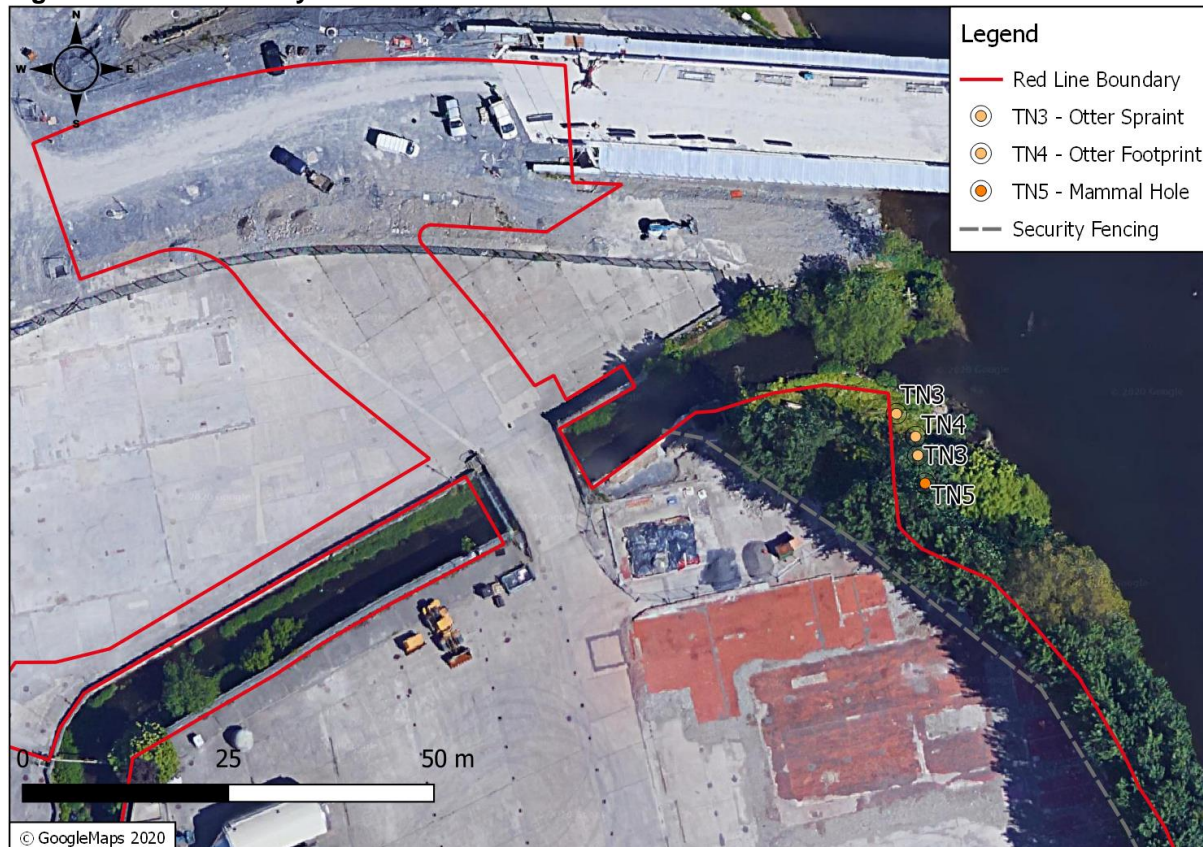 N
W E
S
Legend
Red Line Boundary
TN3 - Otter Spraint
TN4 - Otter Footprint
TN5 - Mammal Hole
Security Fencing
TN3
TN4
TN3
TN5
0 25 50 m
© GoogleMaps 2020